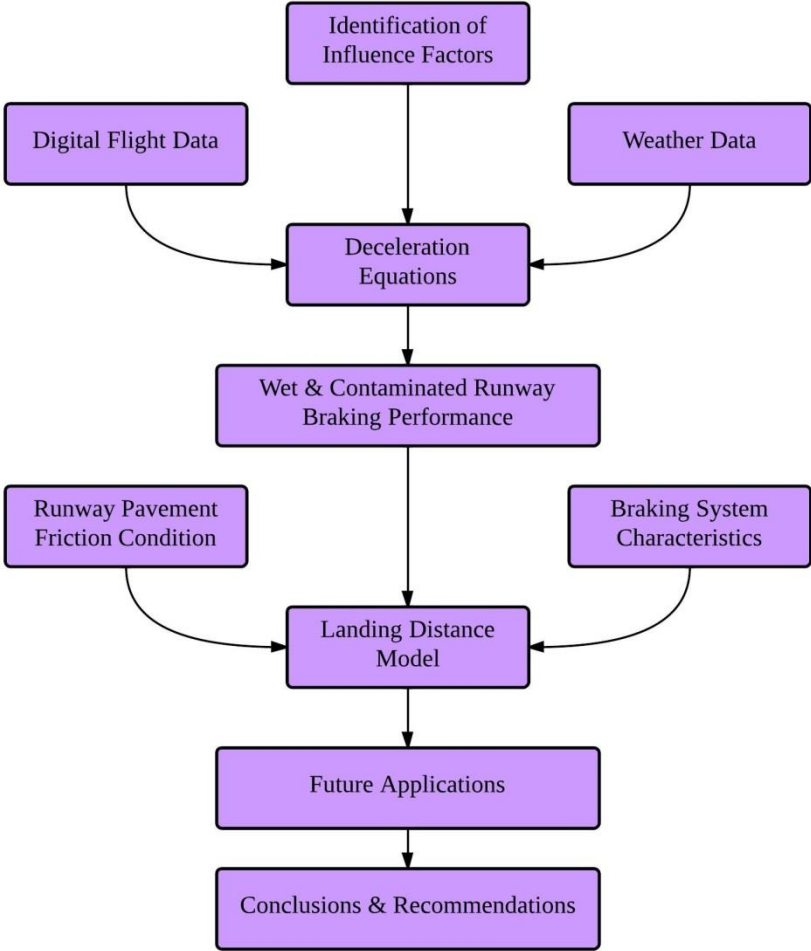 Identification of
Influence Factors
Digital Flight Data
Weather Data
Deceleration
Equations
Wet & Contaminated Runway
Braking Performance
Runway Pavement
Friction Condition
Braking System
Characteristics
Landing Distance
Model
Future Applications
Conclusions & Recommendations